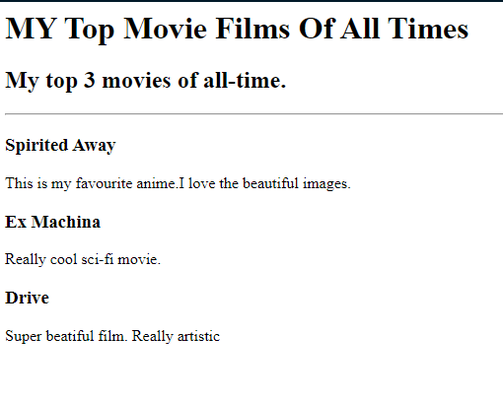 MY Top Movie Films Of All Times
My top 3 movies of all-time.
Spirited Away
This is my favourite anime.I love the beautiful images.
Ex Machina
Really cool sci-fi movie.
Drive
Super beatiful film. Really artistic